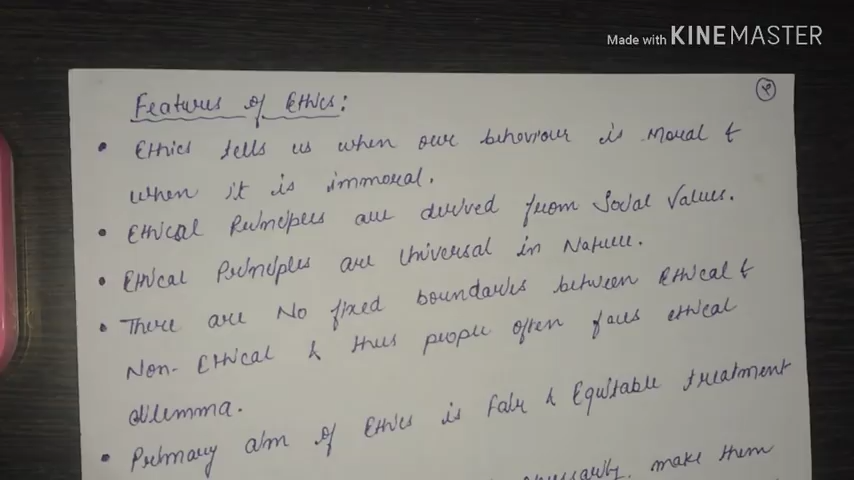 Made with KINEMASTER
4
Features of Ethics:
• Ethics tells us when our behaviour is Moral &
when it is immoral.
• Ethical Principles are derived from Social Values.
• Ethical Principles are Universal in Nature.
• There are No fixed boundaries between Ethical &
Non-Ethical & thus people often faces ethical
dilemma.
• Primary aim of Ethics is Fair & Equitable treatment
make them